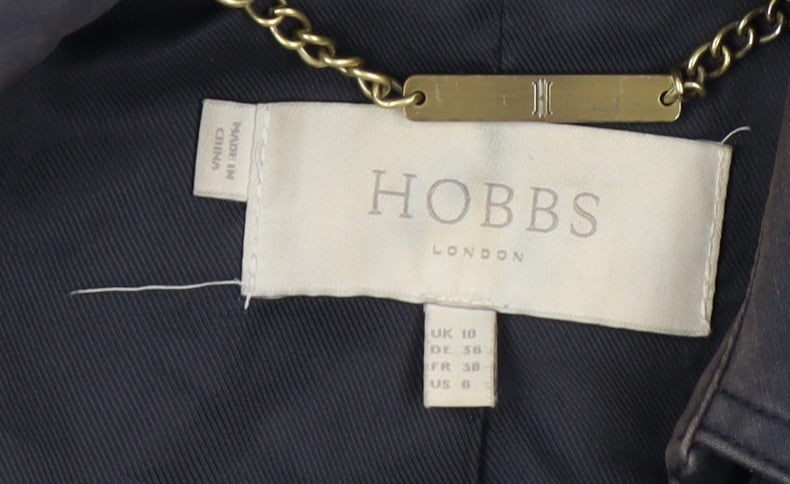 MADE IN
CHINA
HOBBS
LONDON
UK 10
DE 36
FR 38
US 6